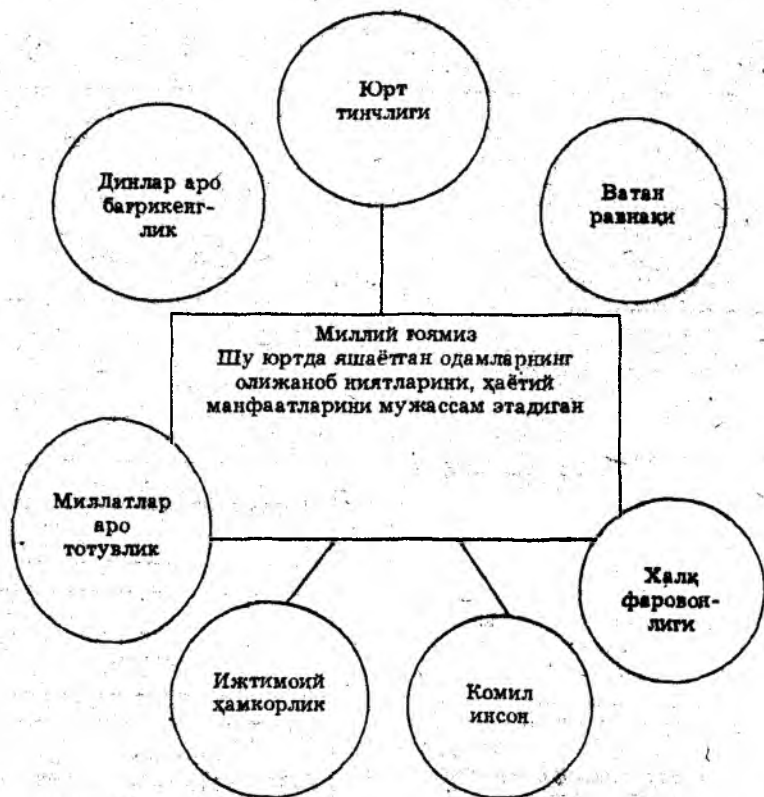 Юрт
тинчлиги
Динлар аро
бағрикенг-
лик
Ватан
равнақи
Миллий ғоямиз
Шу юртда яшаётган одамларнинг
олижаноб ниятларини, ҳаётий
манфаатларини мужассам этадиган
Миллатлар
аро
тотувлик
Халқ
фаровон-
лиги
Ижтимоий
ҳамкорлик
Комил
инсон